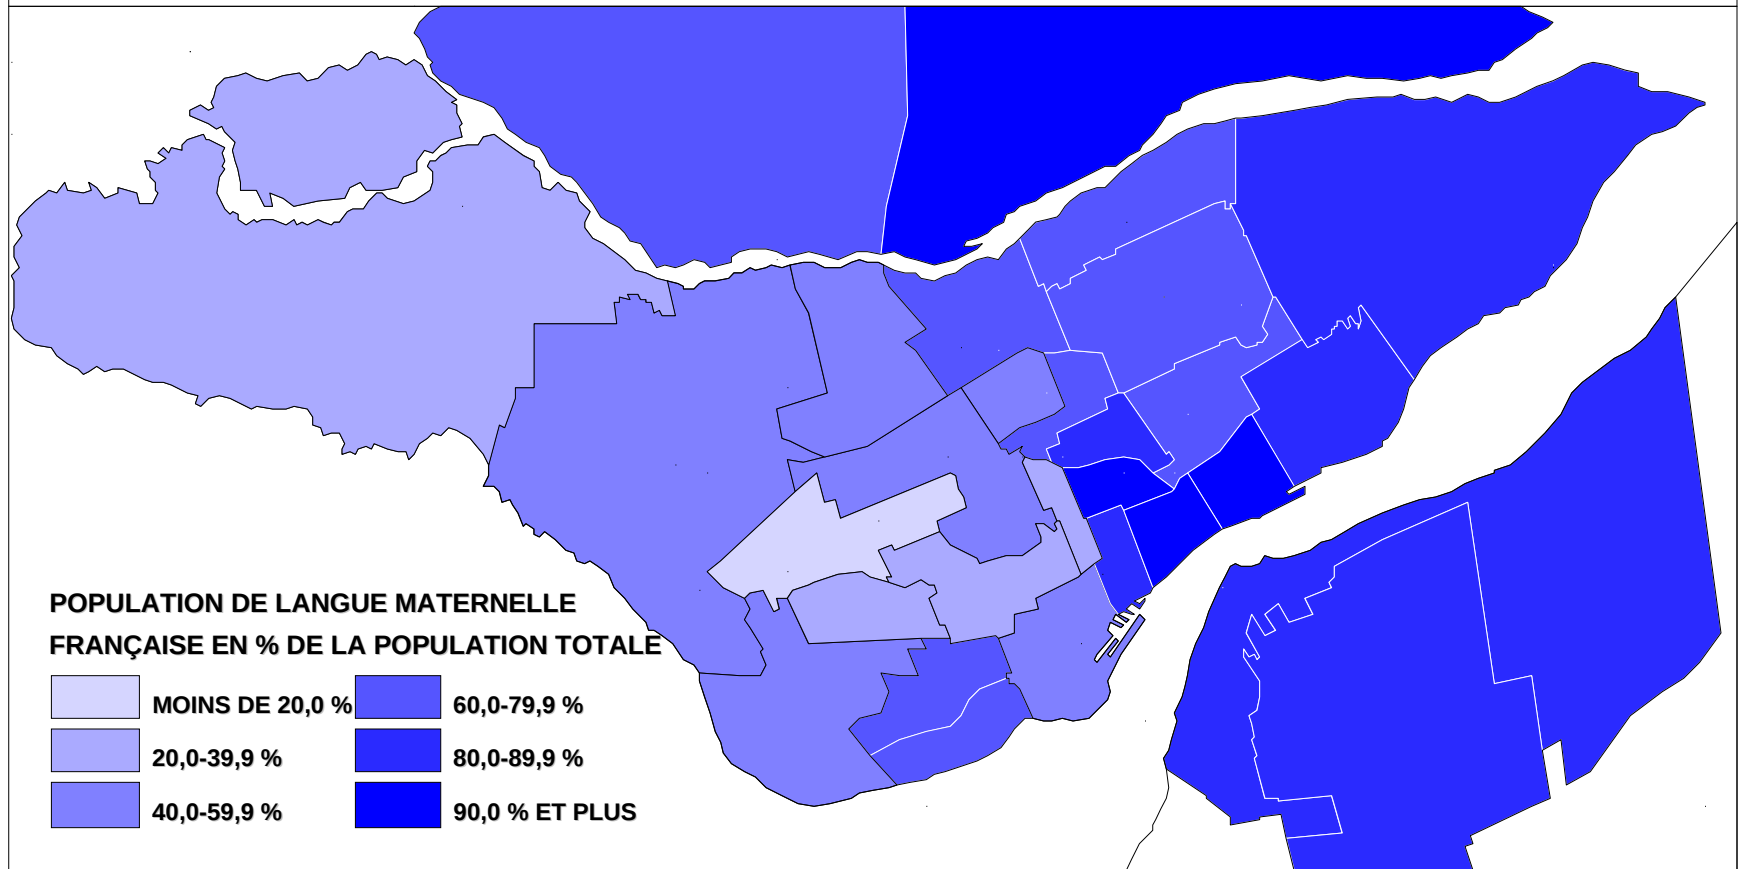 POPULATION DE LANGUE MATERNELLE
FRANÇAISE EN % DE LA POPULATION TOTALE
MOINS DE 20,0 %
20,0-39,9 %
40,0-59,9 %
60,0-79,9 %
80,0-89,9 %
90,0 % ET PLUS